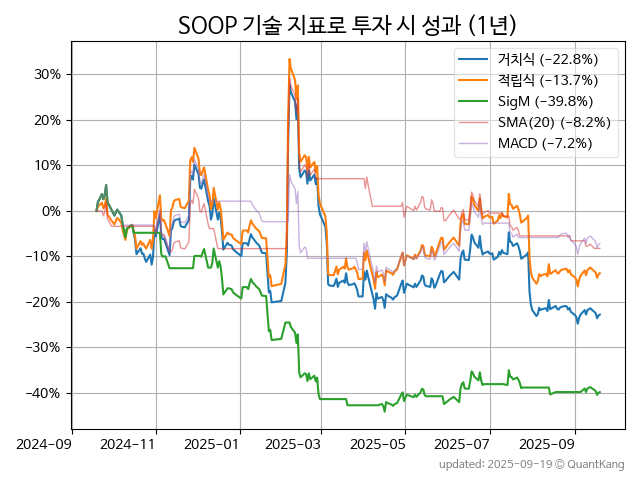 SOOP 기술 지표로 투자 시 성과 (1년)
거치식 (−22.8%)
적립식 (−13.7%)
SigM (−39.8%)
SMA(20) (−8.2%)
MACD (−7.2%)
30%
20%
10%
0%
−10%
−20%
−30%
−40%
2024-09 2024-11 2025-01 2025-03 2025-05 2025-07 2025-09
updated: 2025-09-19 © QuantKang